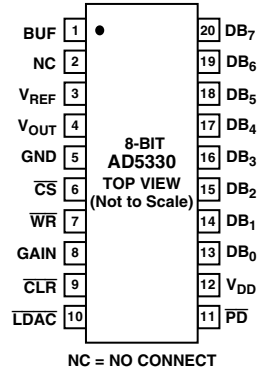 BUF 1 20 DB7
NC 2 19 DB6
VREF 3 18 DB5
VOUT 4 17 DB4
8-BIT
GND 5 AD5330 16 DB3
CS 6 TOP VIEW 15 DB2
(Not to Scale)
WR 7 14 DB1
GAIN 8 13 DB0
CLR 9 12 VDD
LDAC 10 11 PD
NC = NO CONNECT